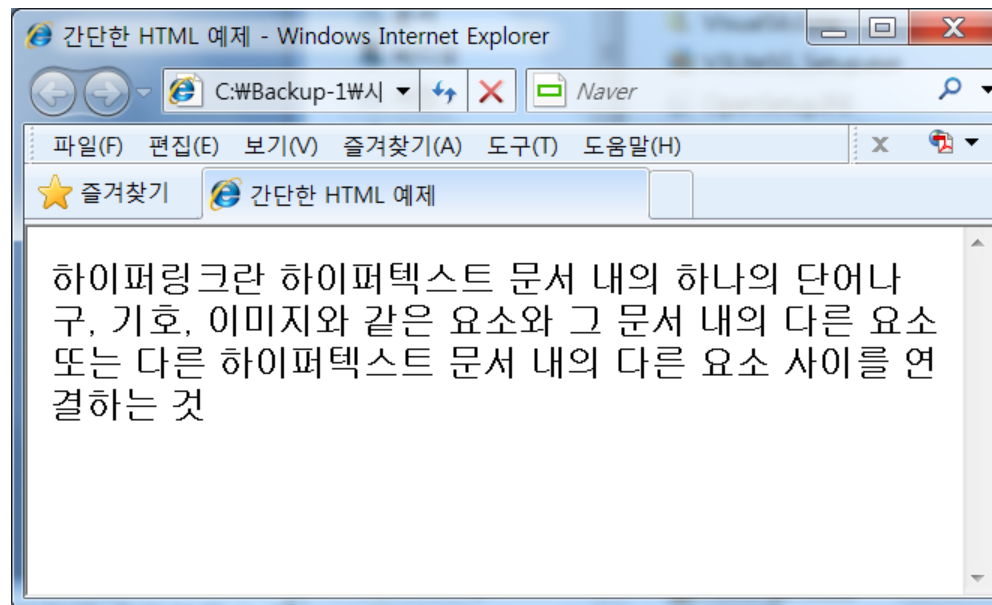 간단한 HTML 예제 - Windows Internet Explorer
C:₩Backup-1₩시 Naver
파일(F) 편집(E) 보기(V) 즐겨찾기(A) 도구(T) 도움말(H)
즐겨찾기 간단한 HTML 예제
하이퍼링크란 하이퍼텍스트 문서 내의 하나의 단어나
구, 기호, 이미지와 같은 요소와 그 문서 내의 다른 요소
또는 다른 하이퍼텍스트 문서 내의 다른 요소 사이를 연
결하는 것